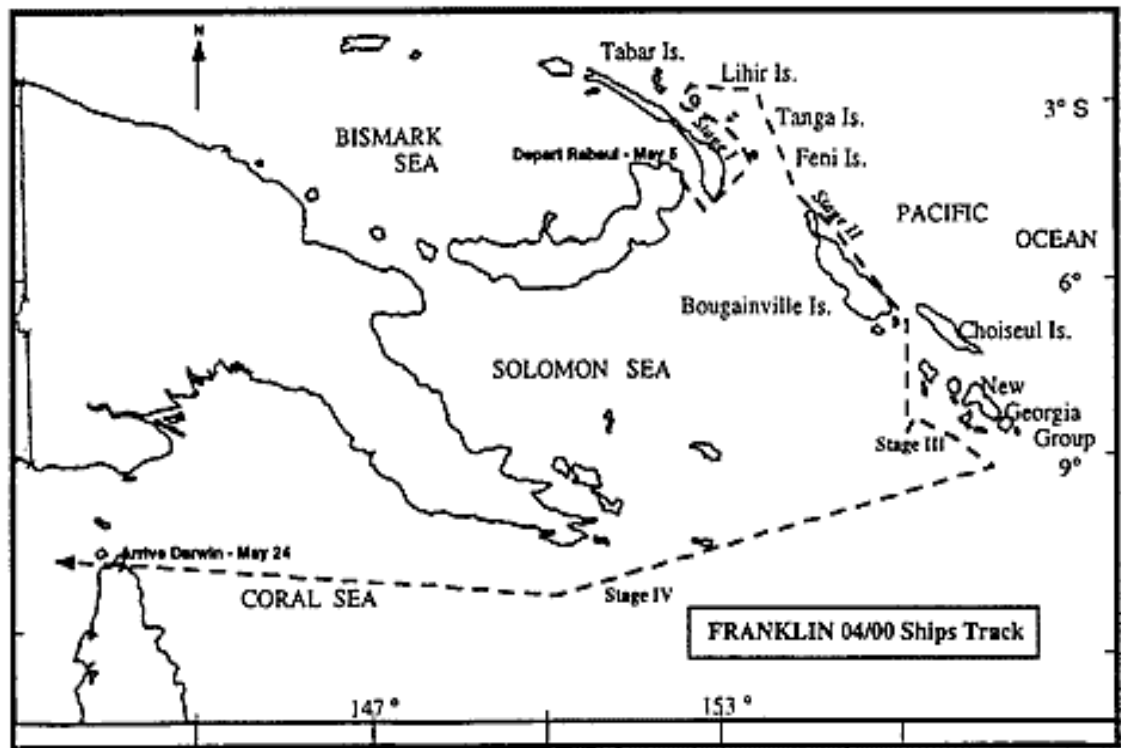 N
Tabar Is.
Lihir Is.
3° S
BISMARK
SEA
Stage I
Tanga Is.
Depart Rabaul - May 5
Feni Is.
Stage II
PACIFIC
OCEAN
6°
Bougainville Is.
Choiseul Is.
SOLOMON SEA
New
Georgia
Group
Stage III
9°
Arrive Darwin - May 24
CORAL SEA
Stage IV
FRANKLIN 04/00 Ships Track
147 °
153 °